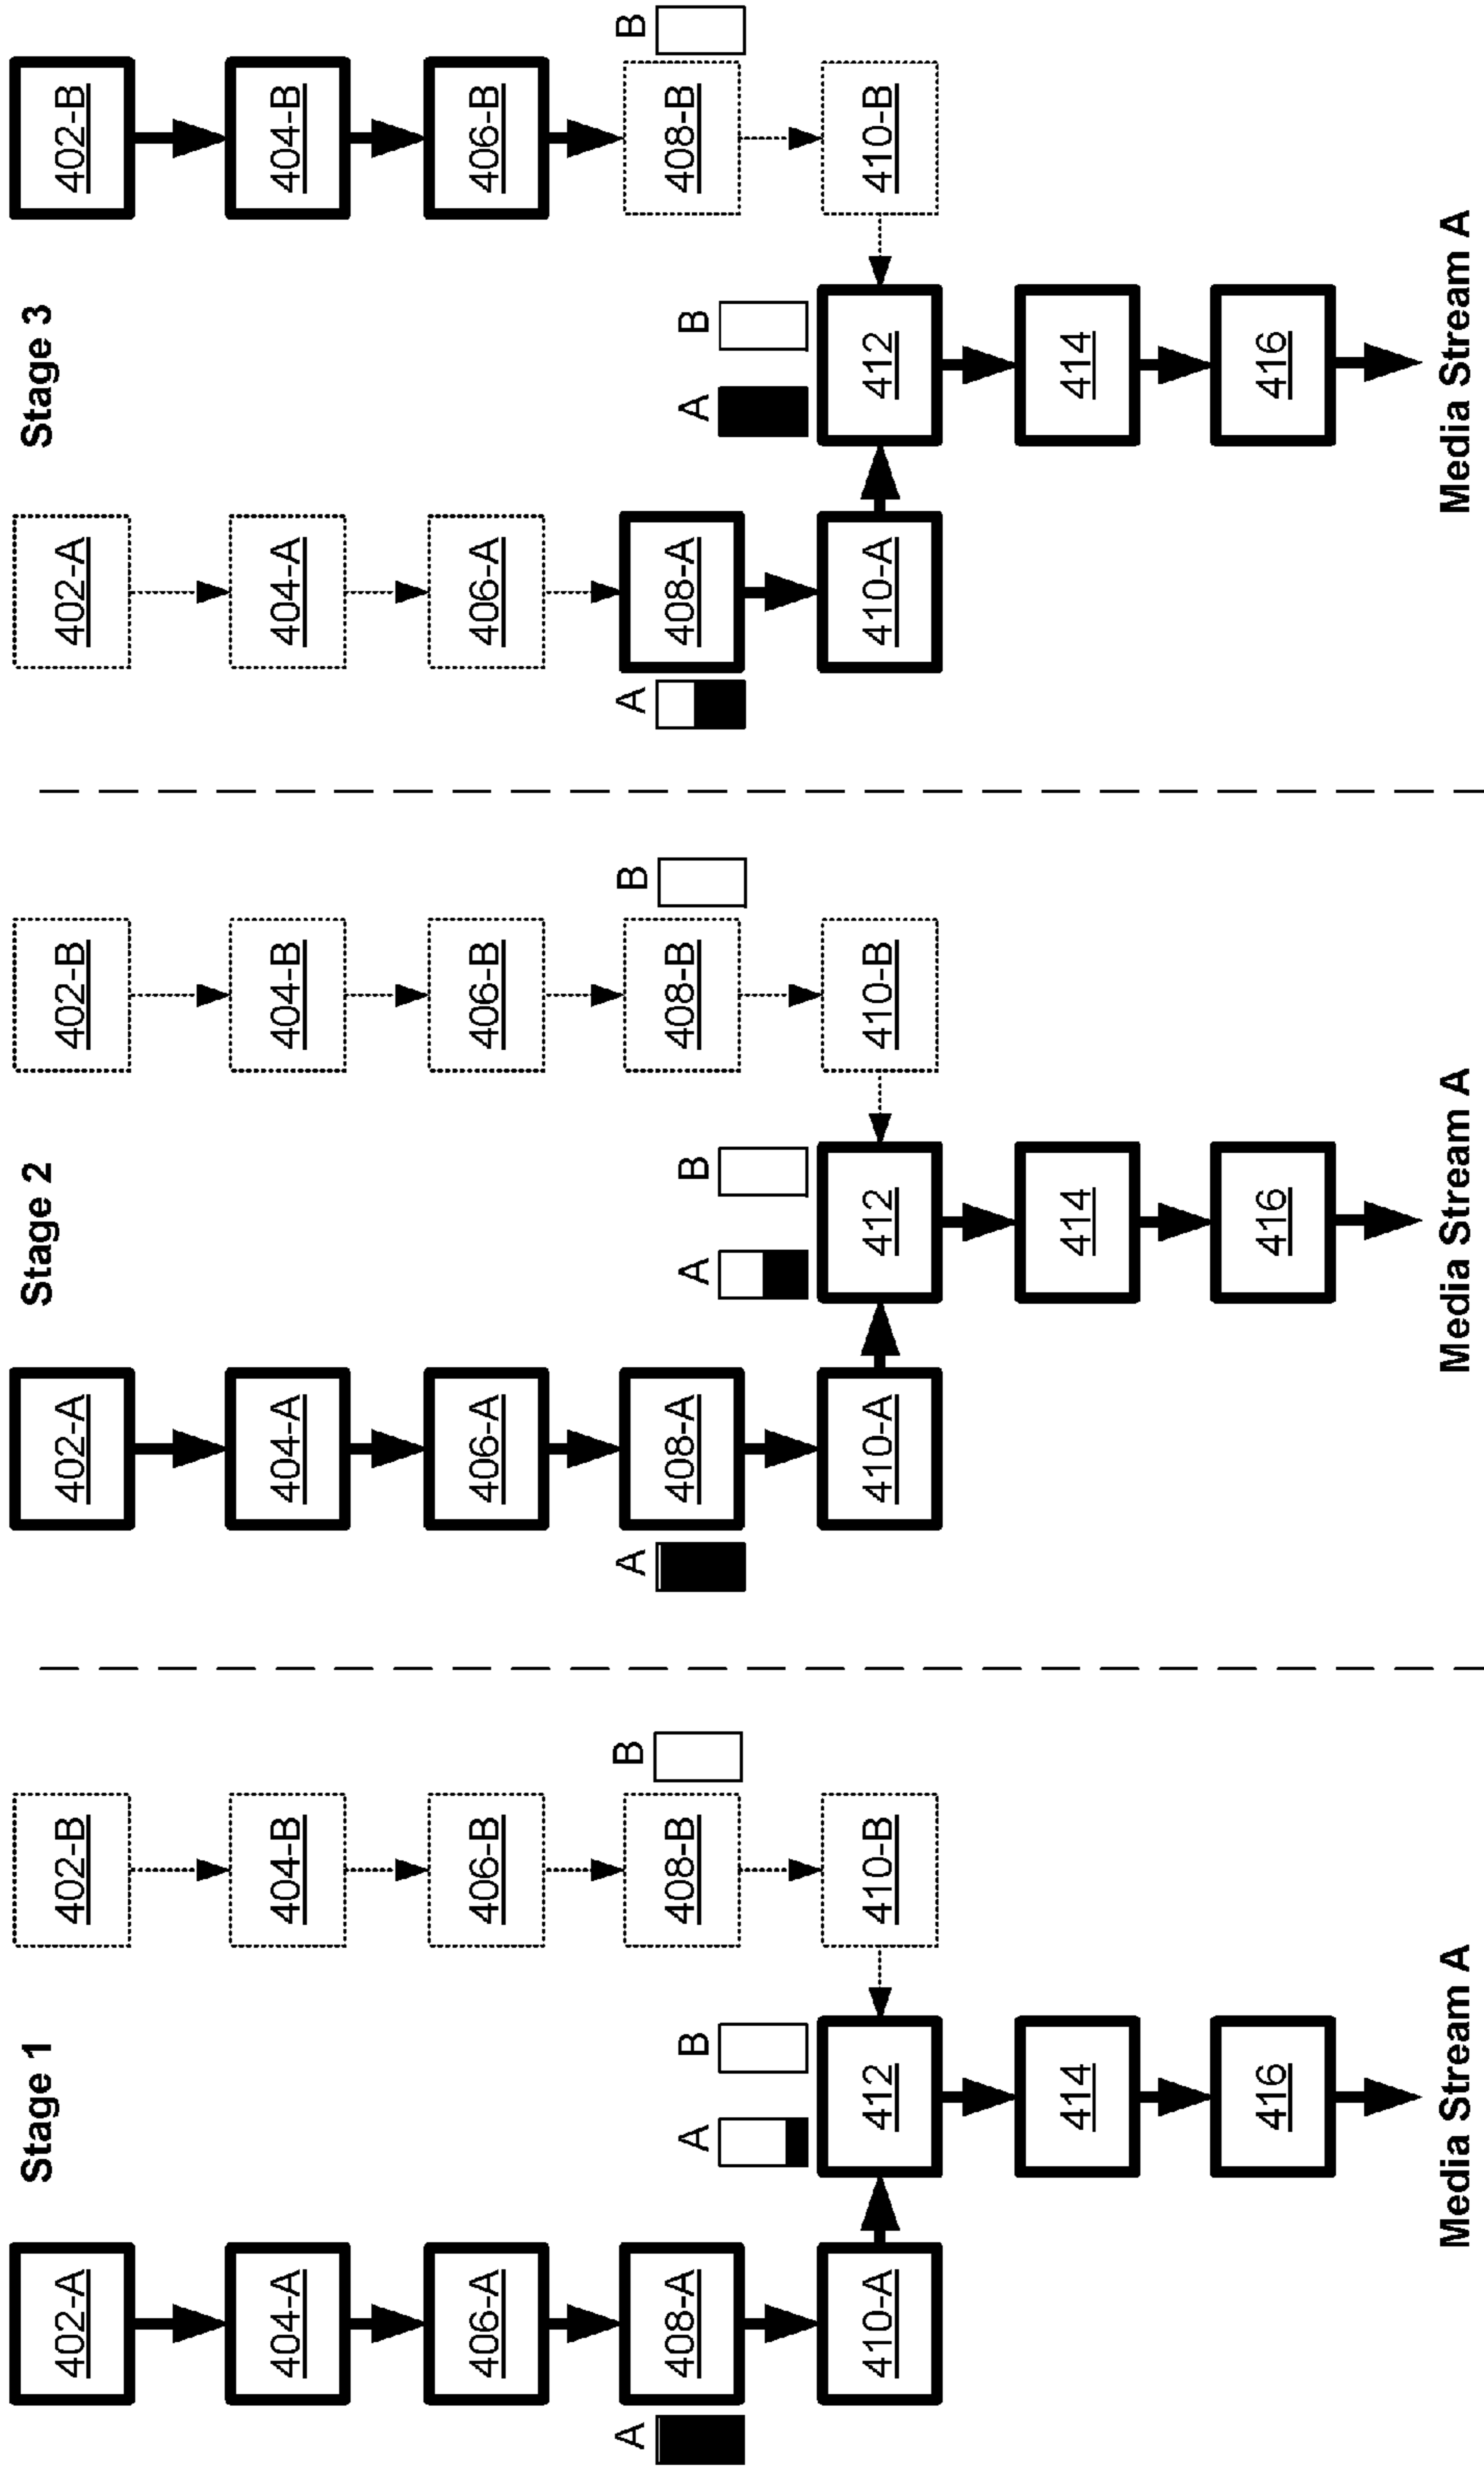 Stage 1
402-A
402-B
404-A
404-B
406-A
406-B
A
408-A
408-B
B
A
B
410-A
412
410-B
414
416
Media Stream A
Stage 2
402-A
402-B
404-A
404-B
406-A
406-B
A
408-A
408-B
B
A
B
410-A
412
410-B
414
416
Media Stream A
Stage 3
402-A
402-B
404-A
404-B
406-A
406-B
A
408-A
408-B
B
A
B
410-A
412
410-B
414
416
Media Stream A